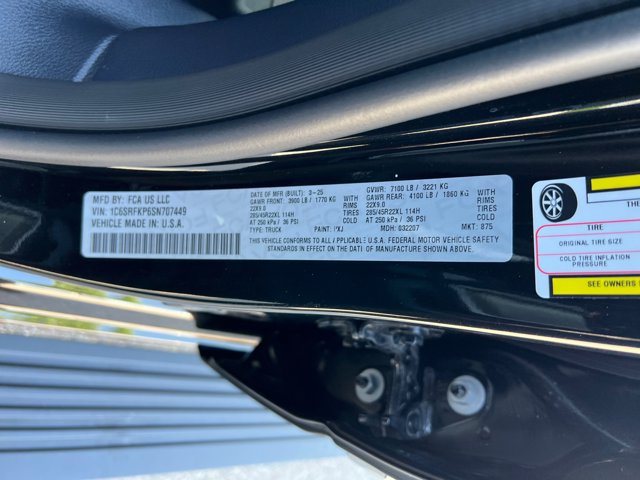 MFD BY: FCA US LLC
VIN: 1C6SRFKP6SN707449
VEHICLE MADE IN: U.S.A.
DATE OF MFR (BUILT): 3-25 GVWR: 7100 LB / 3221 KG
GAWR FRONT: 3900 LB / 1770 KG WITH GAWR REAR: 4100 LB / 1860 KG WITH
22X9.0 RIMS 22X9.0 RIMS
285/45R22XL 114H TIRES 285/45R22XL 114H TIRES
AT 250 kPa / 36 PSI COLD AT 250 kPa / 36 PSI COLD
TYPE: TRUCK PAINT: PXJ MDH: 032207 MKT: 875
CONFORMS TO ALL APPLICABLE U.S.A. FEDERAL MOTOR VEHICLE SAFETY
STANDARDS IN EFFECT ON THE DATE OF MANUFACTURE SHOWN ABOVE.
TIRE
ORIGINAL TIRE SIZE
COLD TIRE INFLATION
PRESSURE
SEE OWNERS